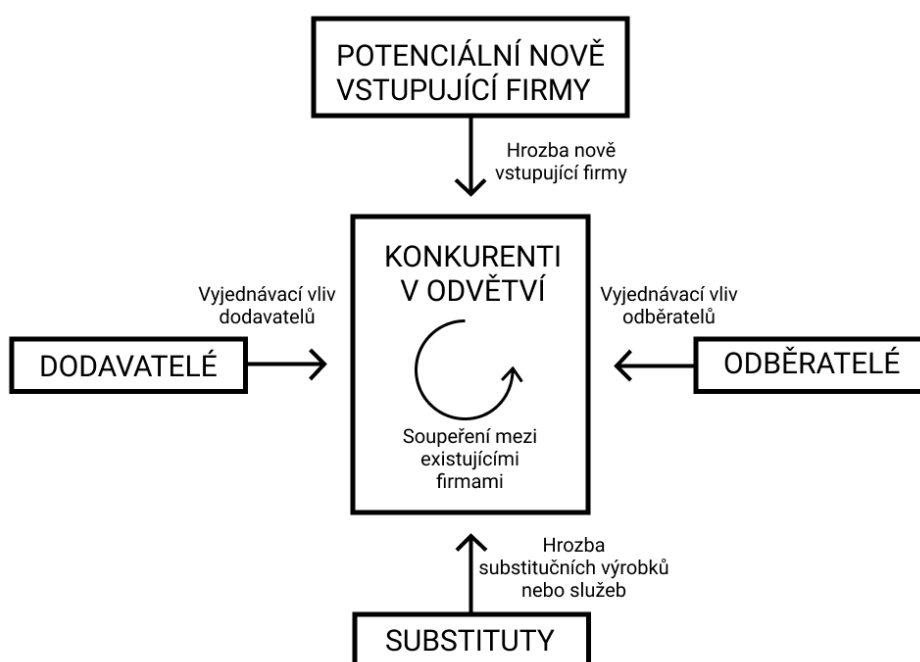 POTENCIÁLNÍ NOVĚ
VSTUPUJÍCÍ FIRMY
Hrozba nově
vstupující firmy
KONKURENTI
V ODVĚTVÍ
Vyjednávací vliv
dodavatelů
Vyjednávací vliv
odběratelů
DODAVATELÉ
ODBĚRATELÉ
Soupeření mezi
existujícími
firmami
Hrozba
substitučních výrobků
nebo služeb
SUBSTITUTY